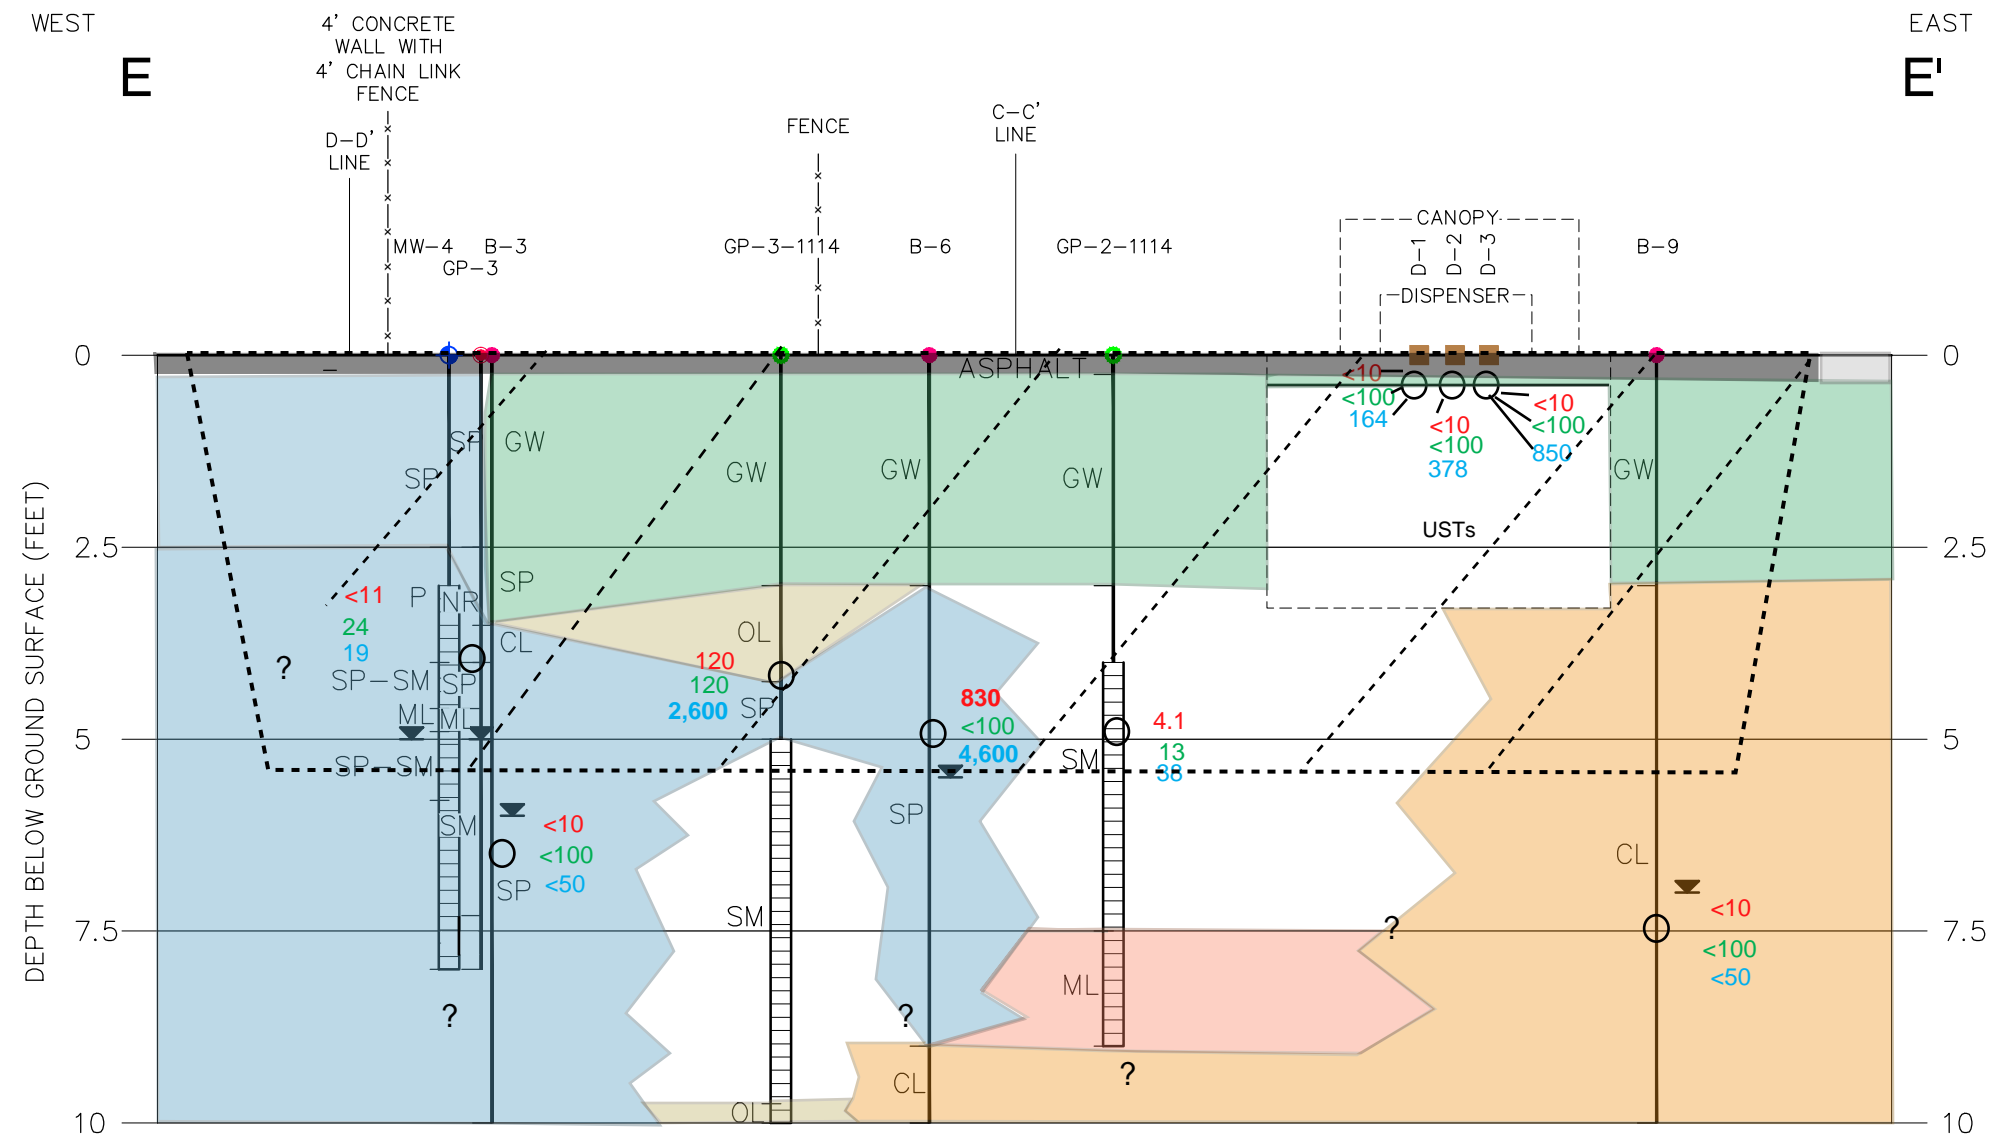 WEST
EAST
E
E'
4' CONCRETE
WALL WITH
4' CHAIN LINK
FENCE
D-D'
LINE
FENCE
C-C'
LINE
MW-4
B-3
GP-3
GP-3-1114
B-6
GP-2-1114
CANOPY
D-1
D-2
D-3
DISPENSER
B-9
DEPTH BELOW GROUND SURFACE (FEET)
0
2.5
5
7.5
10
0
2.5
5
7.5
10
ASPHALT
SP
SP
GW
GW
GW
GW
GW
<10
<100
164
<10
<100
378
<10
<100
850
USTs
<11
24
19
?
P
NR
SP
CL
SP-SM
SP
ML
ML
SP-SM
SM
SP
<10
<100
<50
?
OL
120
120
2,600
SP
SM
OL
830
<100
4,600
SP
?
CL
4.1
13
38
SM
ML
?
?
CL
<10
<100
<50